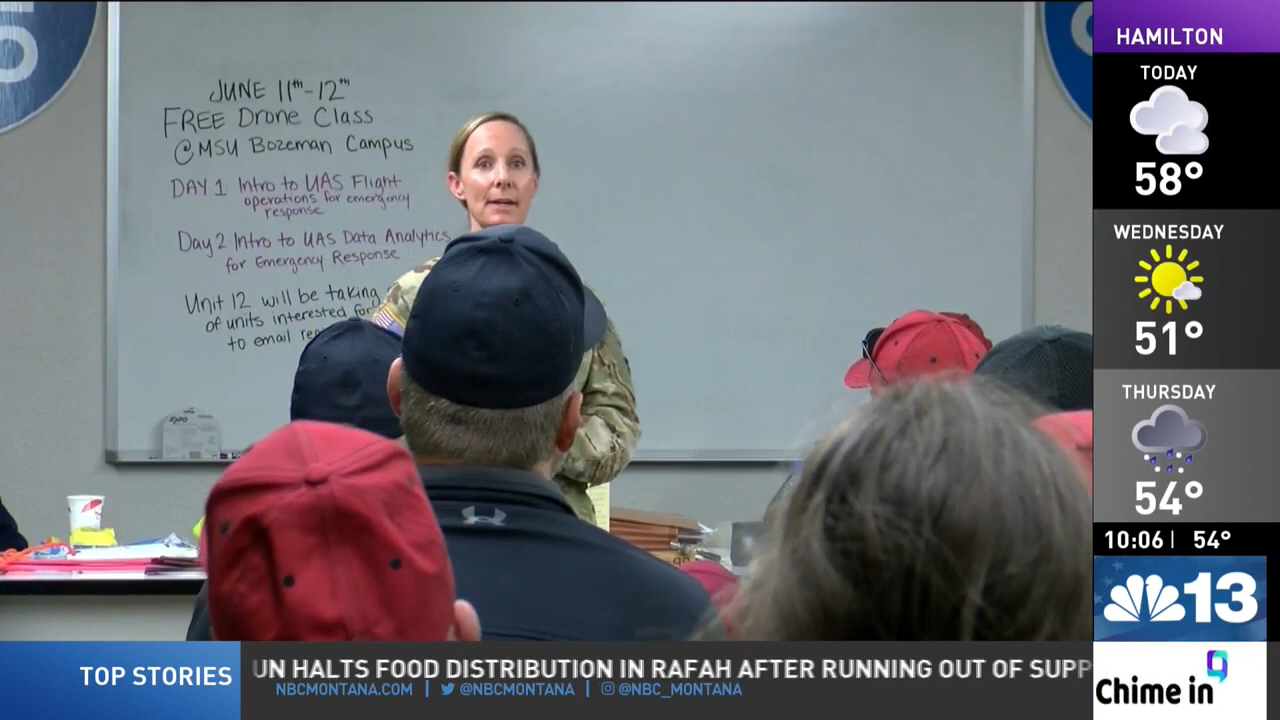 JUNE 11th-12th
FREE Drone Class
@MSU Bozeman Campus
DAY 1 Intro to UAS Flight
operations for emergency
response
Day 2 Intro to UAS Data Analytics
for Emergency Response
Unit 12 will be taking
of units interested for
to email
EXPO
HAMILTON
TODAY
58°
WEDNESDAY
51°
THURSDAY
54°
10:06 | 54°
13
Chime in
TOP STORIES
UN HALTS FOOD DISTRIBUTION IN RAFAH AFTER RUNNING OUT OF SUPP
NBCMONTANA.COM | @NBCMONTANA | @NBC_MONTANA